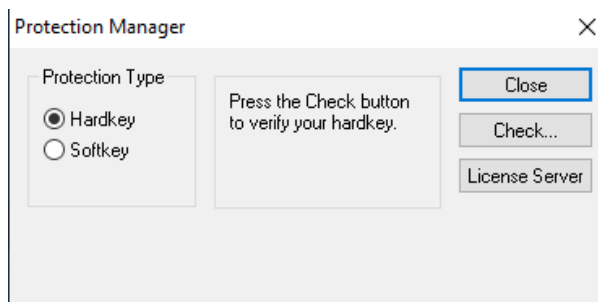 Protection Manager
Protection Type
Hardkey
Softkey
Press the Check button
to verify your hardkey.
Close
Check...
License Server